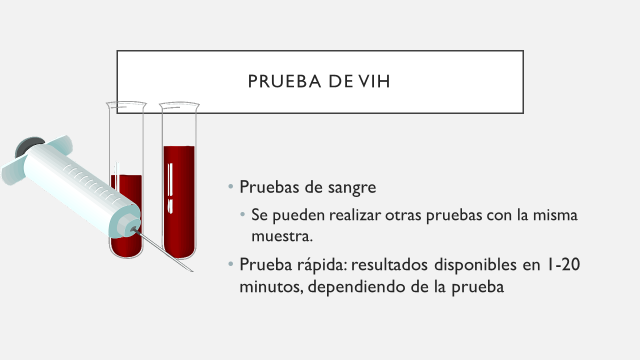 PRUEBA DE VIH
• Pruebas de sangre
• Se pueden realizar otras pruebas con la misma
muestra.
• Prueba rápida: resultados disponibles en 1-20
minutos, dependiendo de la prueba